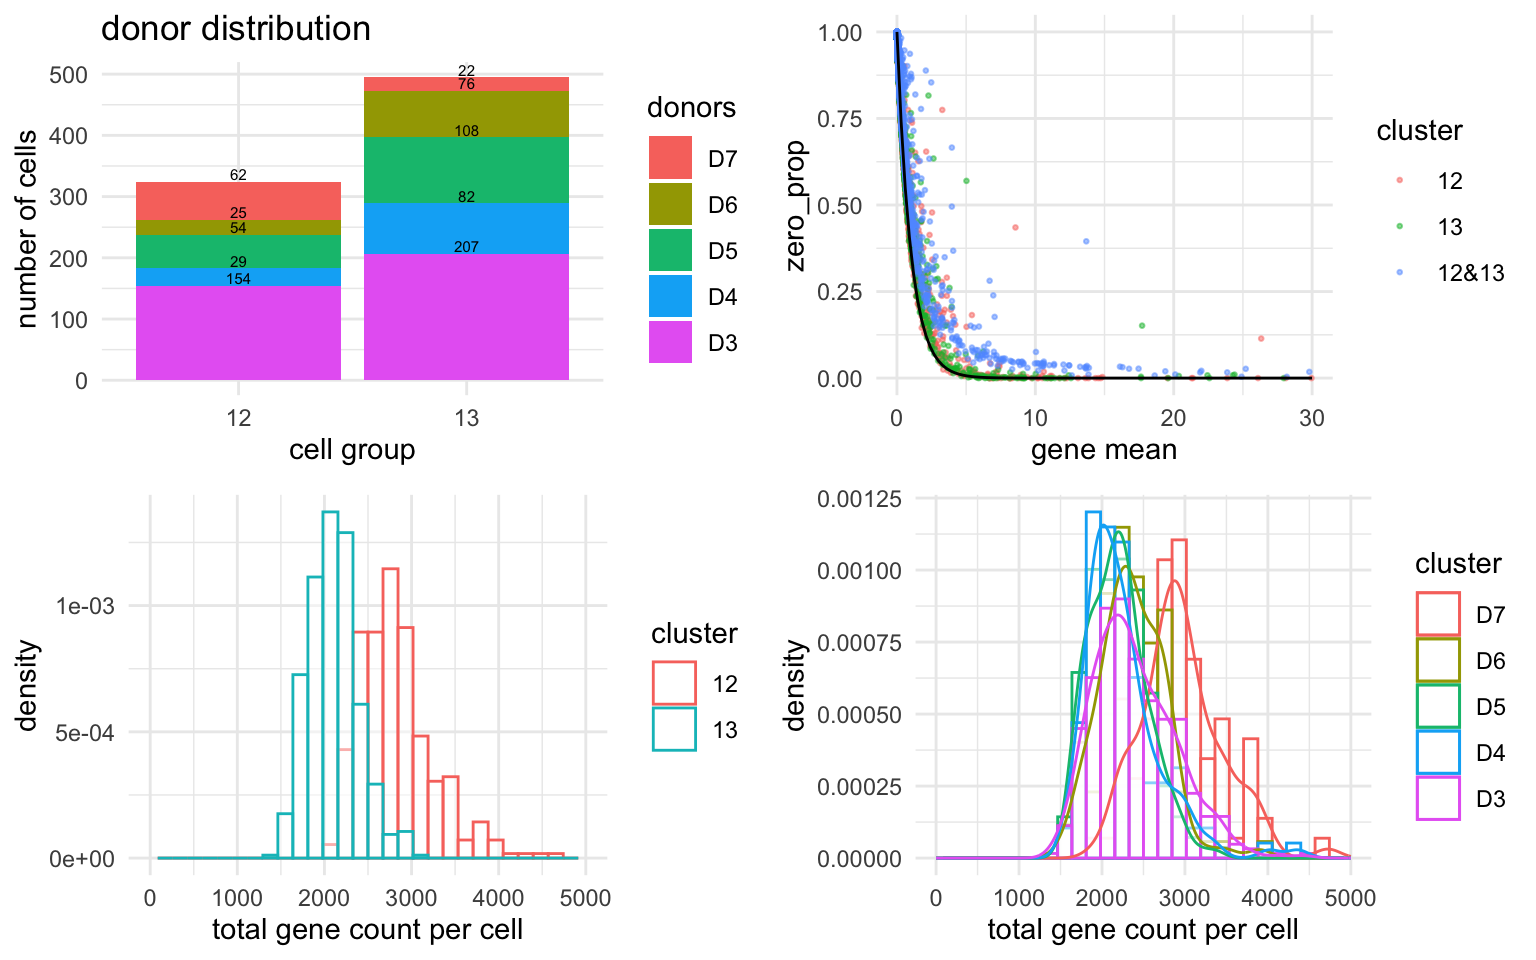 donor distribution
number of cells
500
400
300
200
100
0
62
25
54
29
154
22
76
108
82
207
12
13
cell group
donors
D7
D6
D5
D4
D3
zero_prop
1.00
0.75
0.50
0.25
0.00
0
10
20
30
gene mean
cluster
12
13
12&13
density
1e-03
5e-04
0e+00
0
1000
2000
3000
4000
5000
total gene count per cell
cluster
12
13
density
0.00125
0.00100
0.00075
0.00050
0.00025
0.00000
0
1000
2000
3000
4000
5000
total gene count per cell
cluster
D7
D6
D5
D4
D3